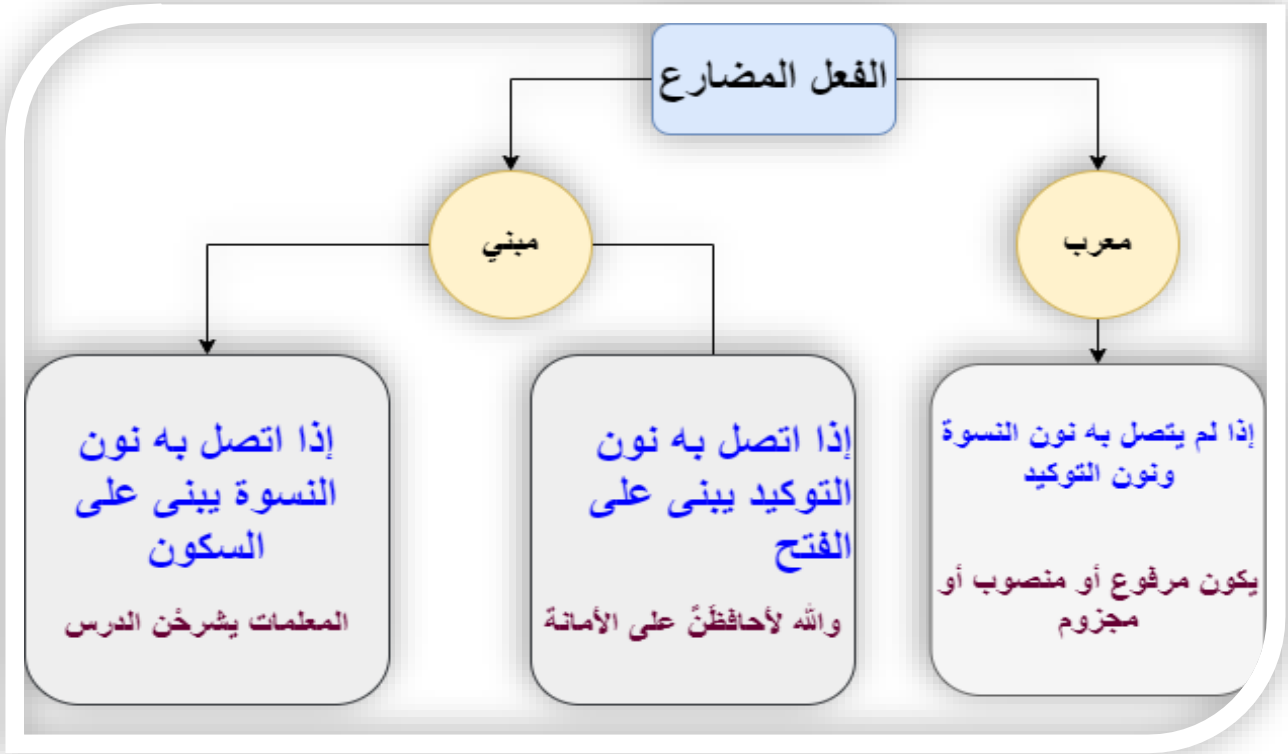 الفعل المضارع
معرب
مبني
إذا لم يتصل به نون النسوة
ونون التوكيد
يكون مرفوع أو منصوب أو
مجزوم
إذا اتصل به نون
التوكيد يبنى على
الفتح
والله لأحافظَنَّ على الأمانة
إذا اتصل به نون
النسوة يبنى على
السكون
المعلمات يشرحْن الدرس